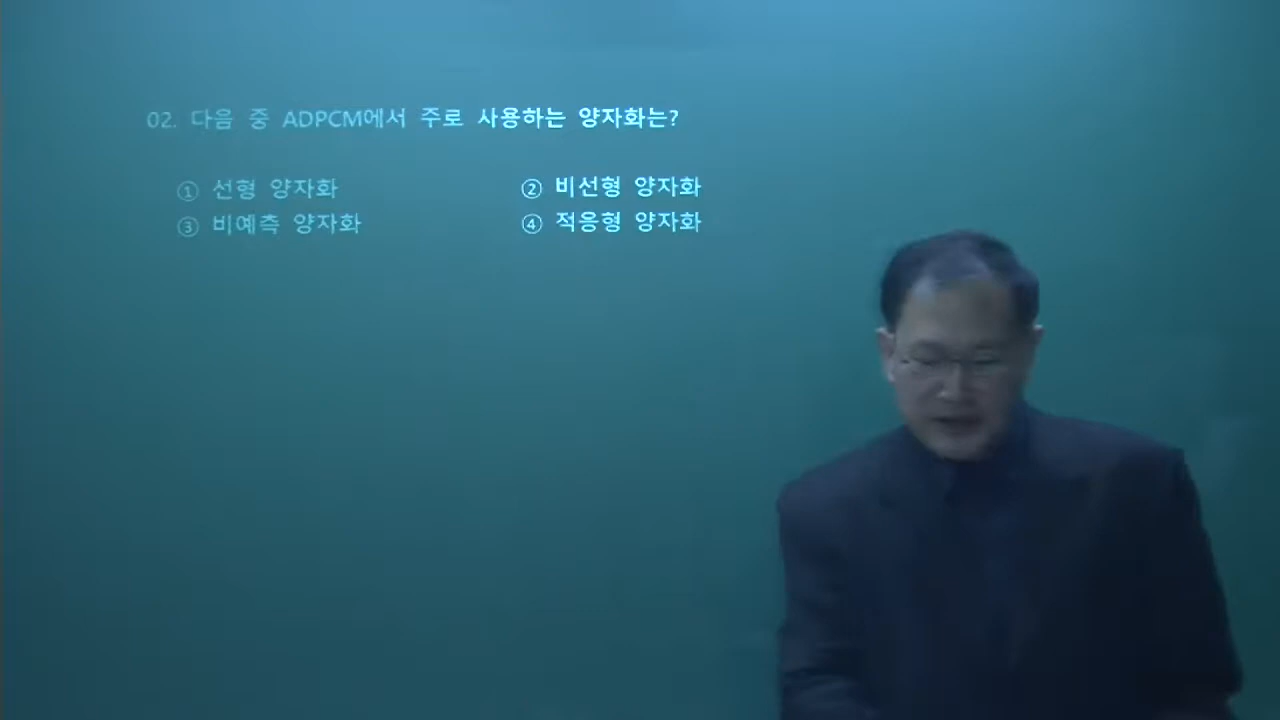 02. 다음 중 ADPCM에서 주로 사용하는 양자화는?
① 선형 양자화 ② 비선형 양자화
③ 비예측 양자화 ④ 적응형 양자화